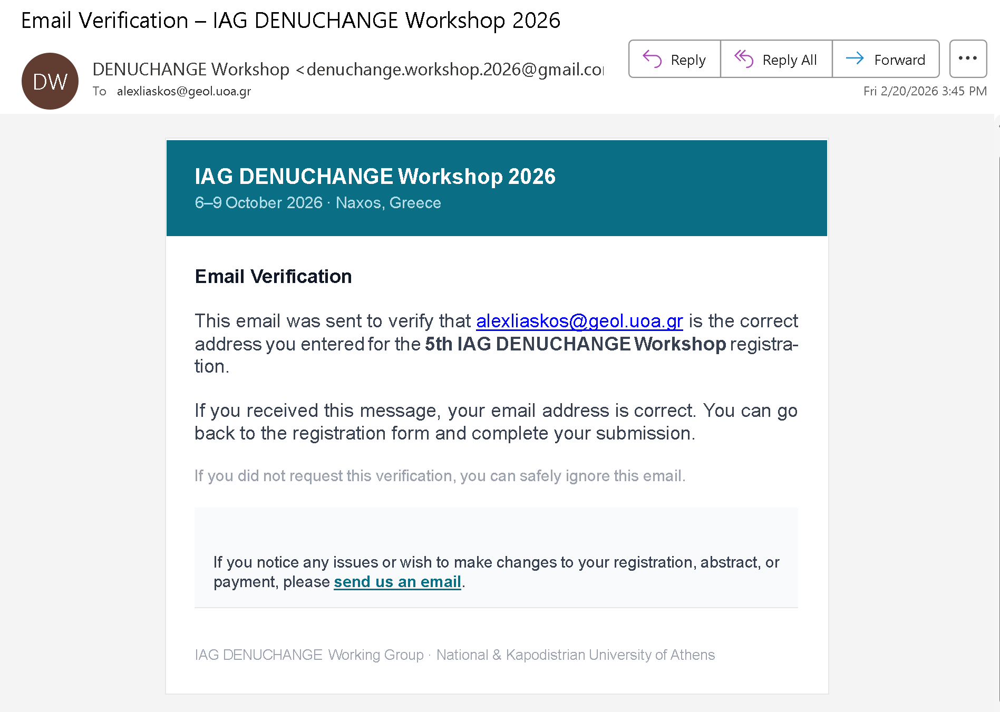 Email Verification – IAG DENUCHANGE Workshop 2026
DW
DENUCHANGE Workshop <denuchange.workshop.2026@gmail.co
To alexliaskos@geol.uoa.gr
Reply
Reply All
Forward
Fri 2/20/2026 3:45 PM
IAG DENUCHANGE Workshop 2026
6–9 October 2026 · Naxos, Greece
Email Verification
This email was sent to verify that alexliaskos@geol.uoa.gr is the correct
address you entered for the 5th IAG DENUCHANGE Workshop registra-
tion.
If you received this message, your email address is correct. You can go
back to the registration form and complete your submission.
If you did not request this verification, you can safely ignore this email.
If you notice any issues or wish to make changes to your registration, abstract, or
payment, please send us an email.
IAG DENUCHANGE Working Group · National & Kapodistrian University of Athens